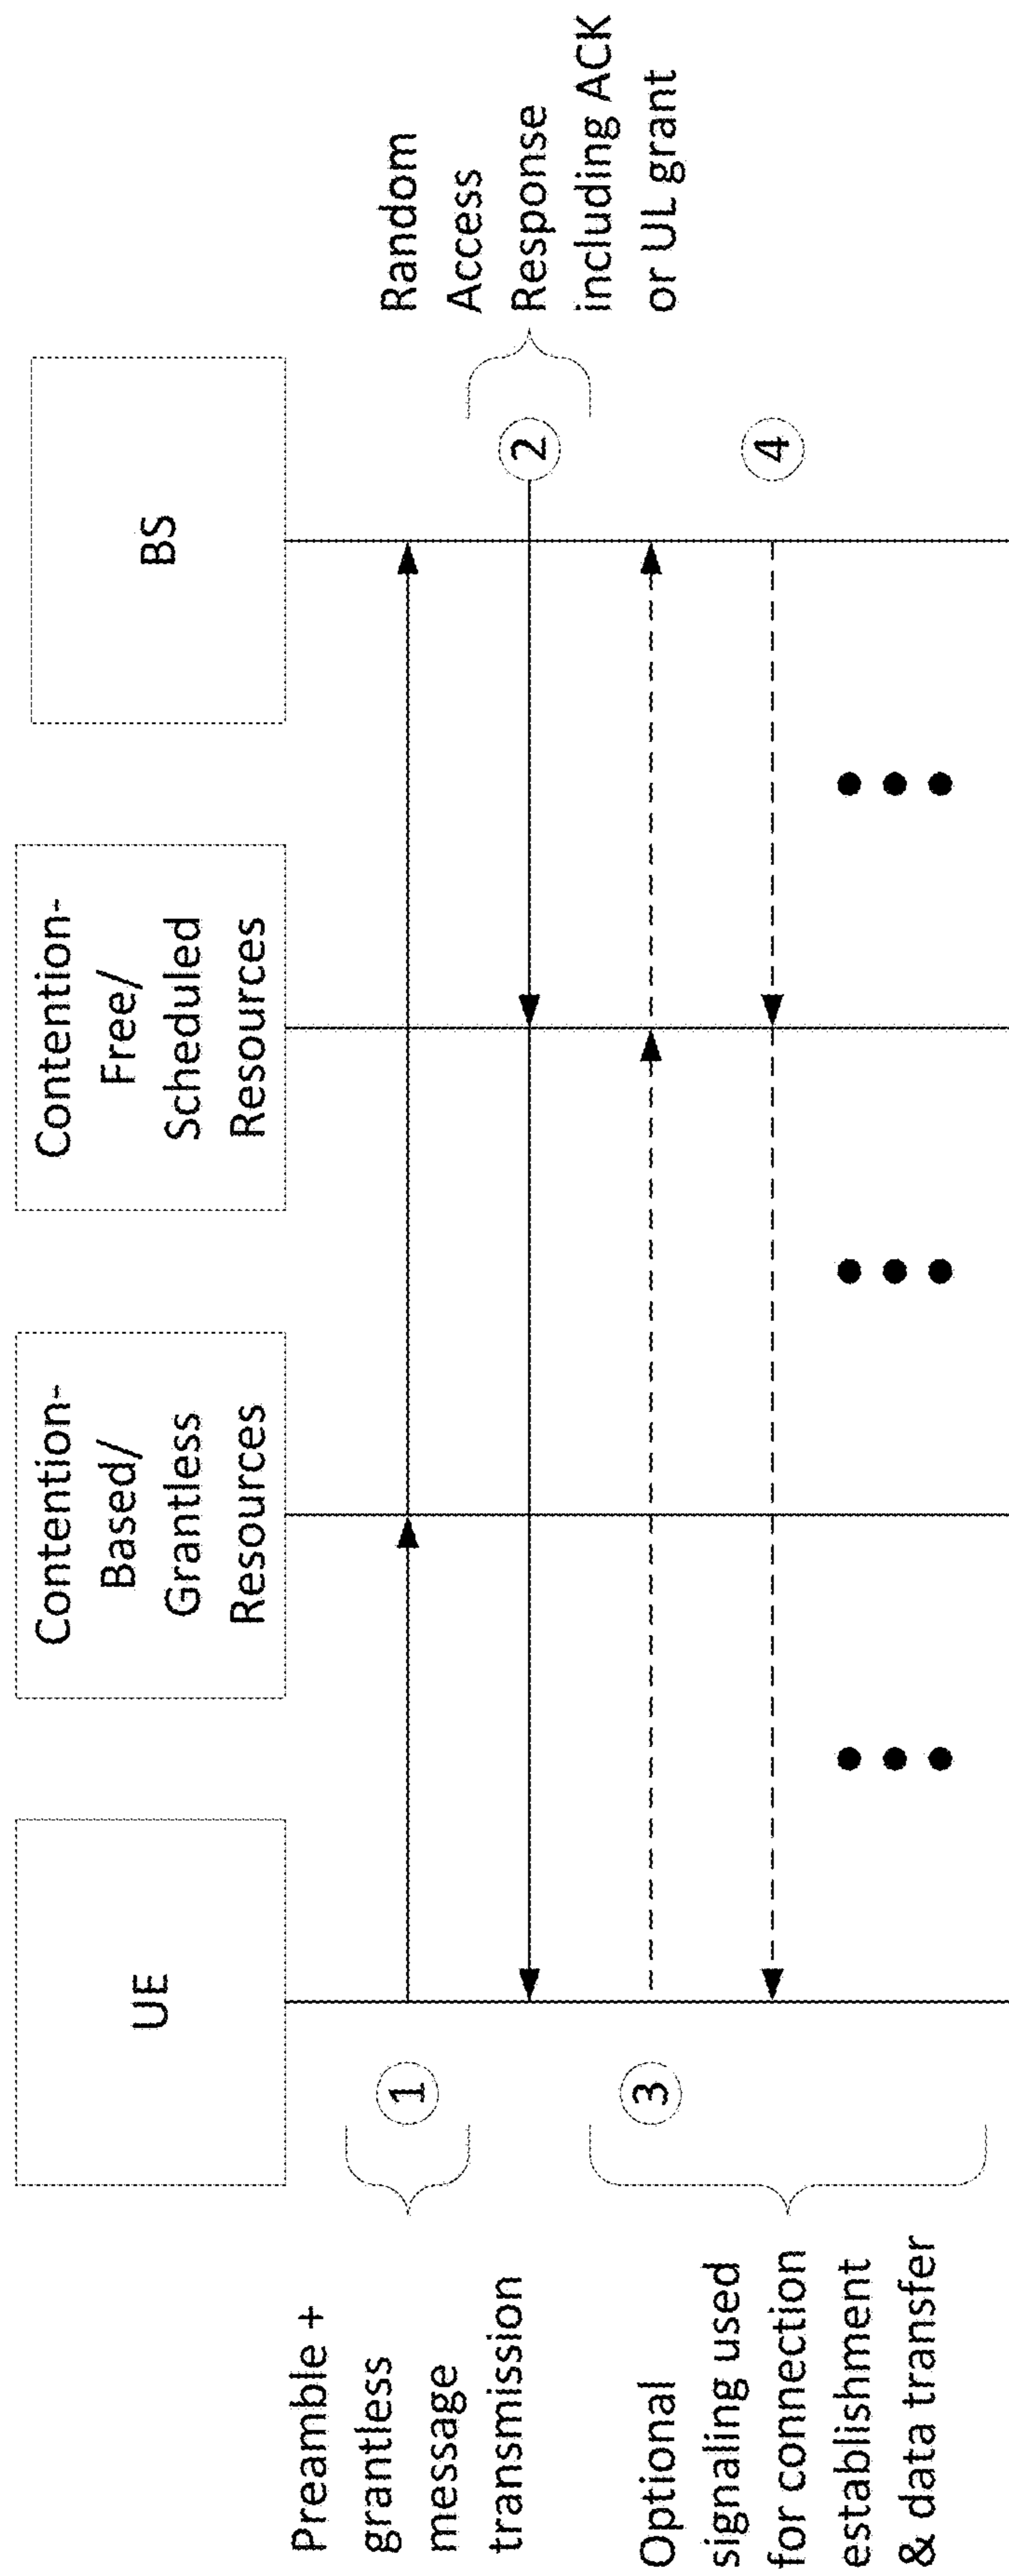 UE
Contention-
Based/
Grantless
Resources
Contention-
Free/
Scheduled
Resources
BS
Preamble +
grantless
message
transmission
1
2
Random
Access
Response
including ACK
or UL grant
Optional
signaling used
for connection
establishment
& data transfer
3
4